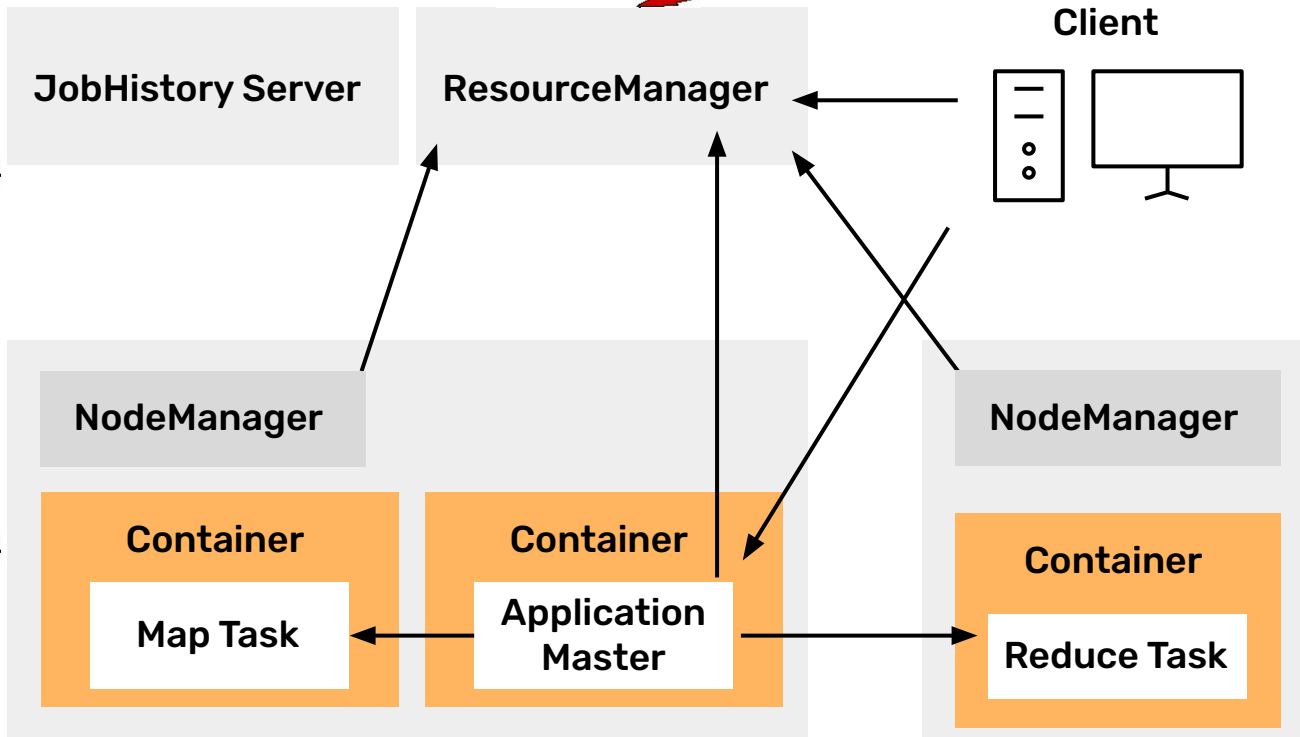 Client
JobHistory Server
ResourceManager
NodeManager
NodeManager
Container
Container
Container
Map Task
Application
Master
Reduce Task